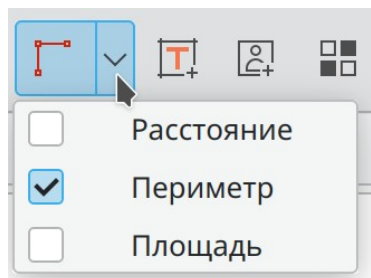 Расстояние
Периметр
Площадь